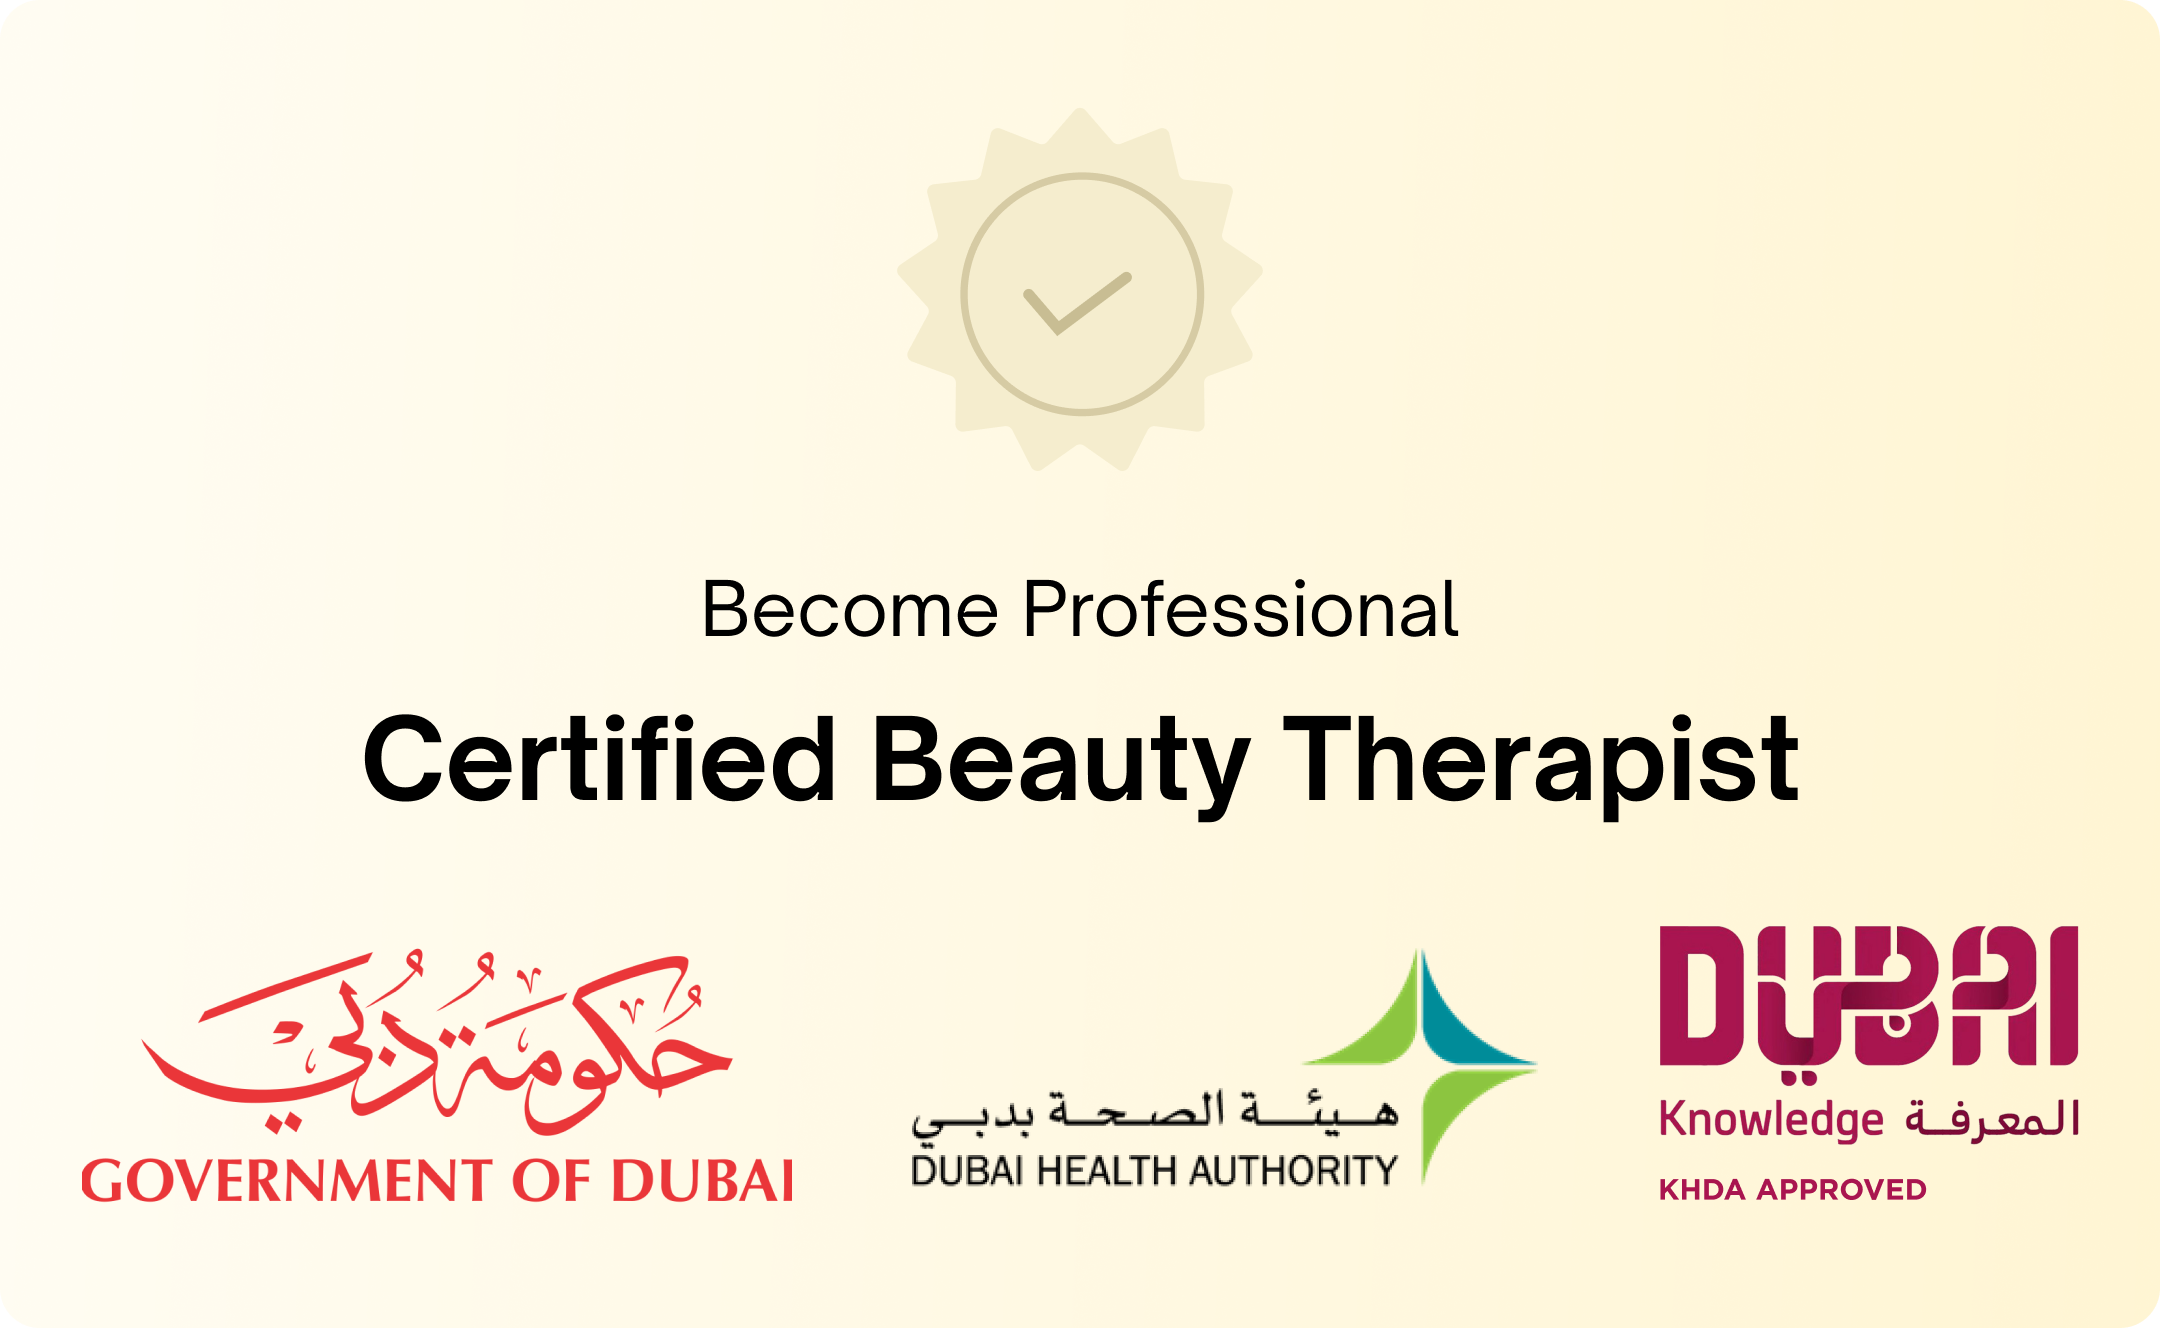 Become Professional
Certified Beauty Therapist
حكومة دبي
GOVERNMENT OF DUBAI
هيئة الصحة بدبي
DUBAI HEALTH AUTHORITY
DUBAI
Knowledge المعرفة
KHDA APPROVED